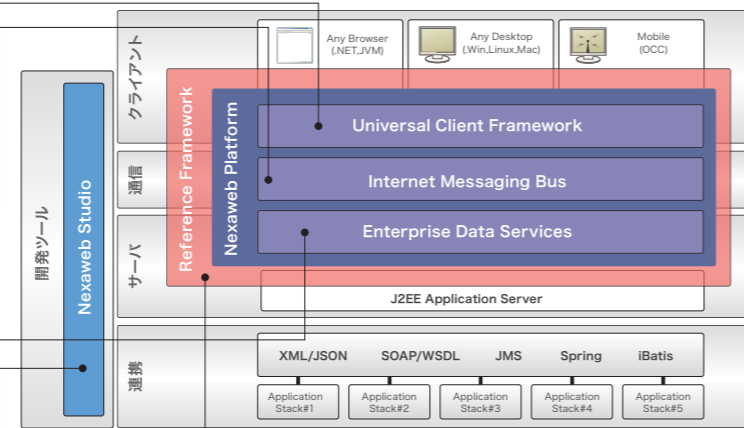 開発ツール
Nexaweb Studio
クライアント
Any Browser
(.NET,JVM)
Any Desktop
(.Win,Linux,Mac)
Mobile
(OCC)
Reference Framework
Nexaweb Platform
Universal Client Framework
通信
Internet Messaging Bus
サーバ
Enterprise Data Services
J2EE Application Server
連携
XML/JSON
SOAP/WSDL
JMS
Spring
iBatis
Application
Stack#1
Application
Stack#2
Application
Stack#3
Application
Stack#4
Application
Stack#5